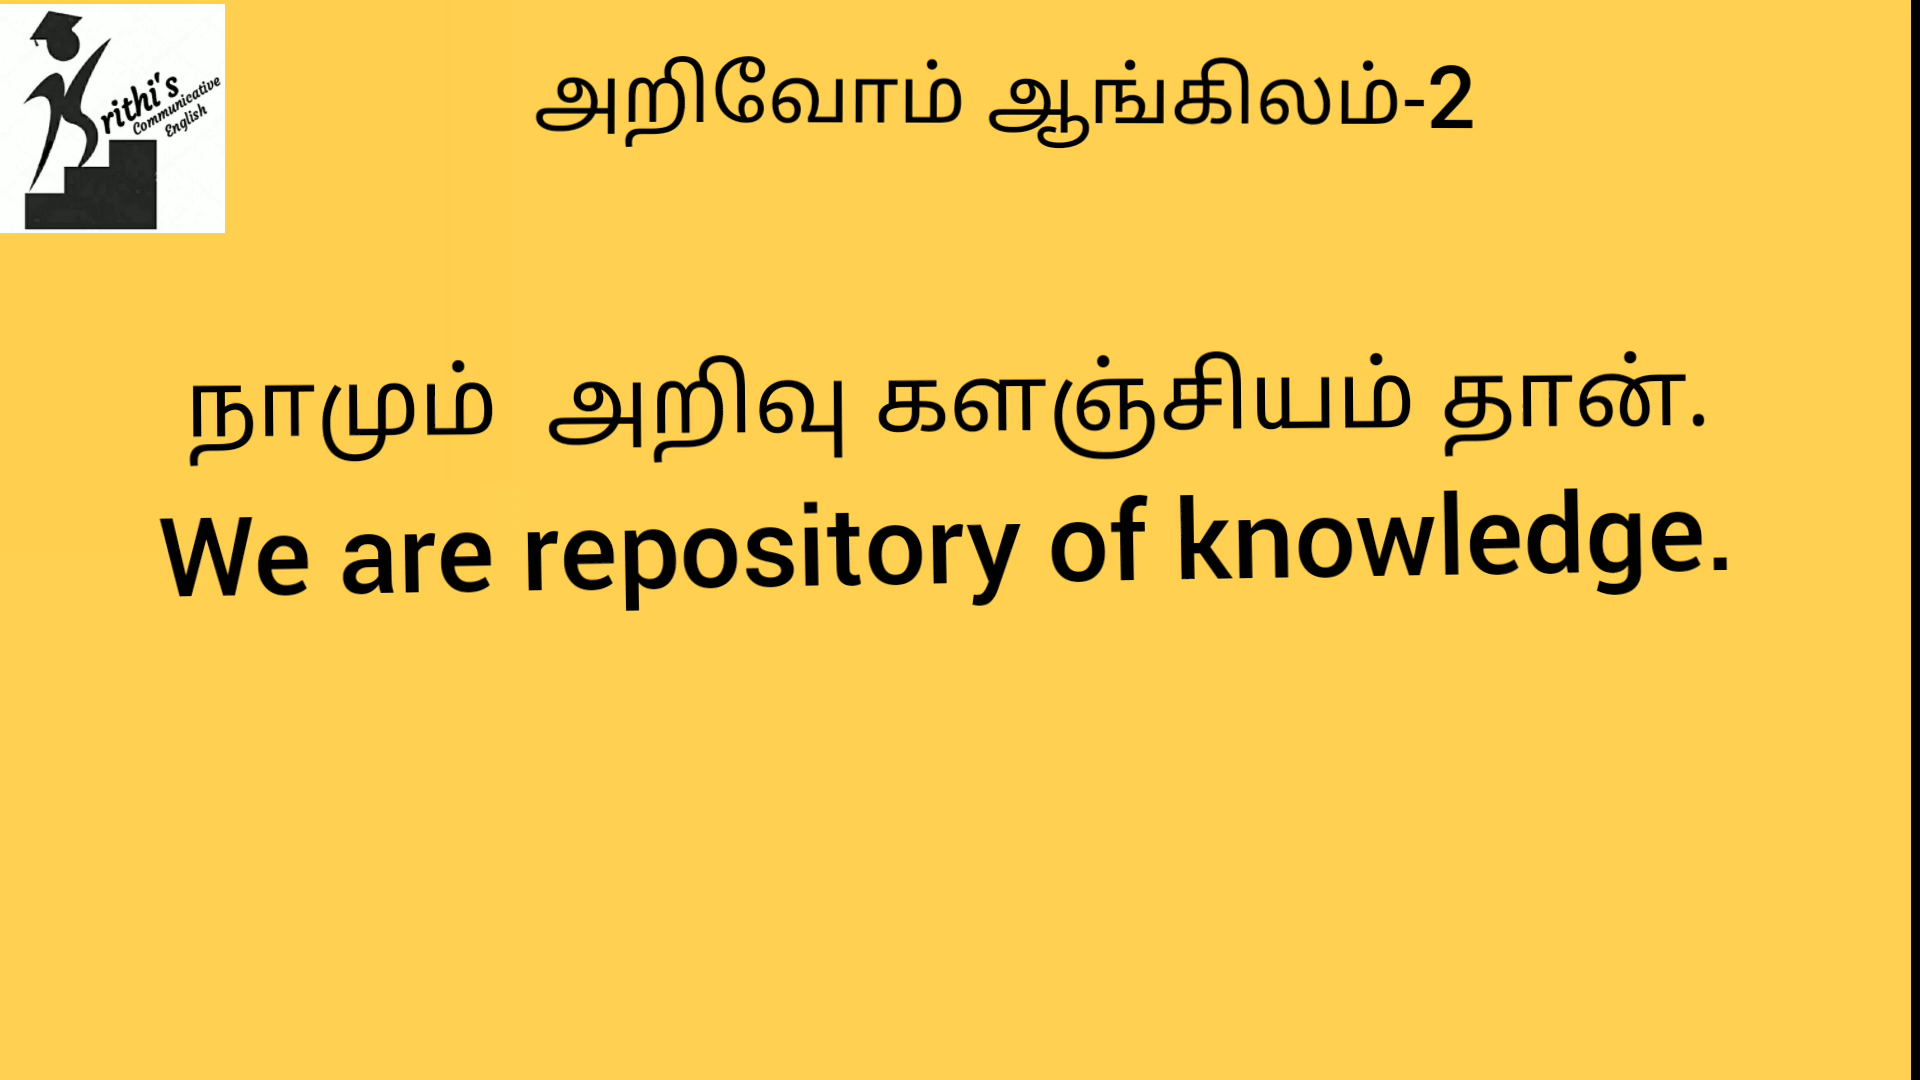 Krithi's
Communicative
English
அறிவோம் ஆங்கிலம்-2
நாமும் அறிவு களஞ்சியம் தான்.
We are repository of knowledge.